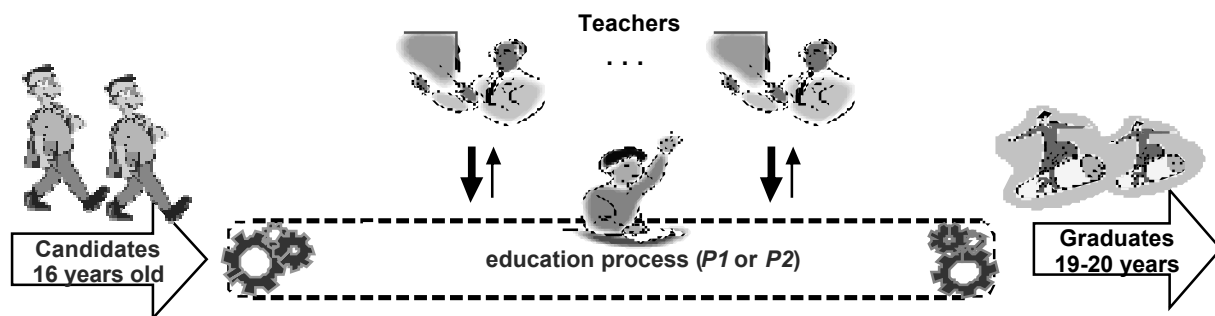 Teachers
. . .
Candidates
16 years old
education process (P1 or P2)
Graduates
19-20 years